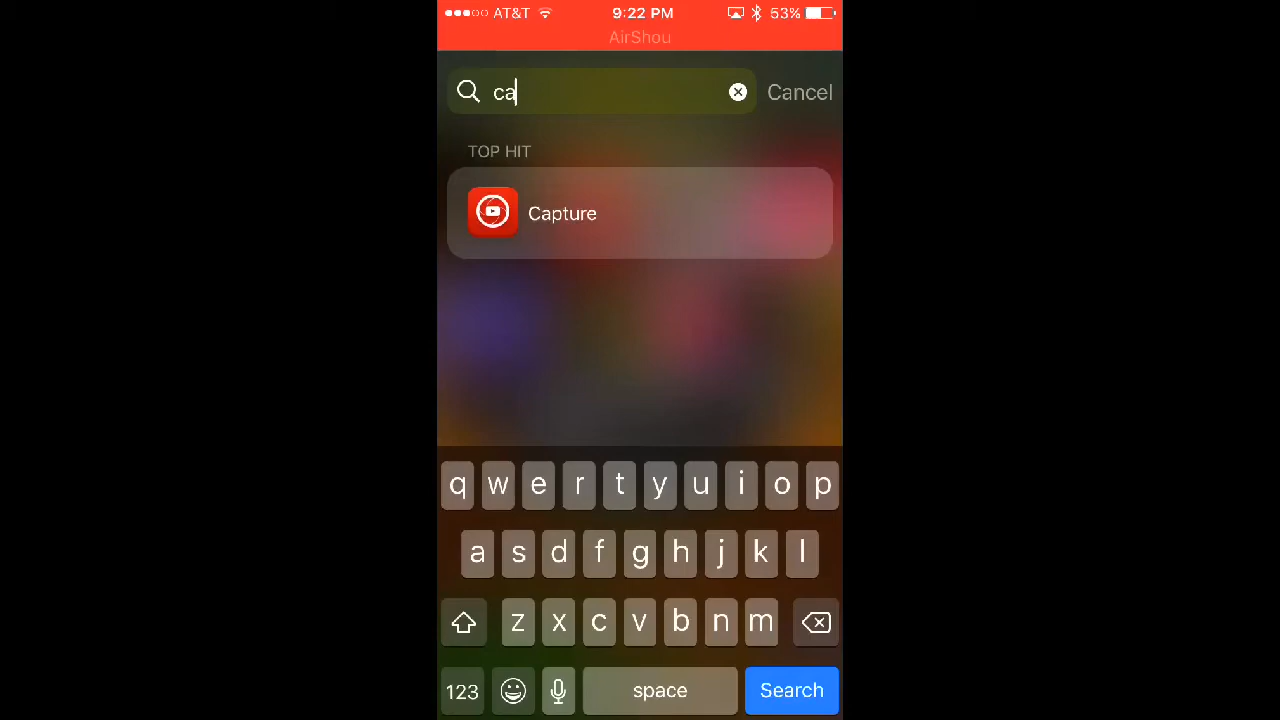 AT&T 9:22 PM 53%
AirShou
ca Cancel
TOP HIT
Capture
q w e r t y u i o p
a s d f g h j k l
z x c v b n m
123 space Search